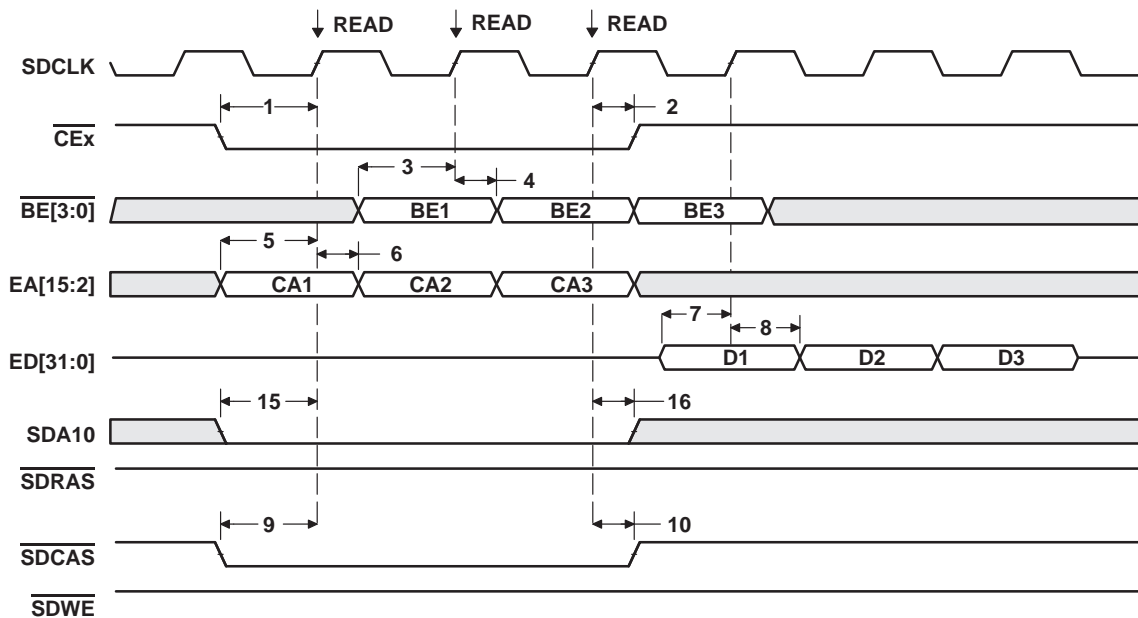 READ READ READ
SDCLK
1 2
CEx
3 4
BE[3:0] BE1 BE2 BE3
5 6
EA[15:2] CA1 CA2 CA3
7 8
ED[31:0] D1 D2 D3
15 16
SDA10
SDRAS
9 10
SDCAS
SDWE